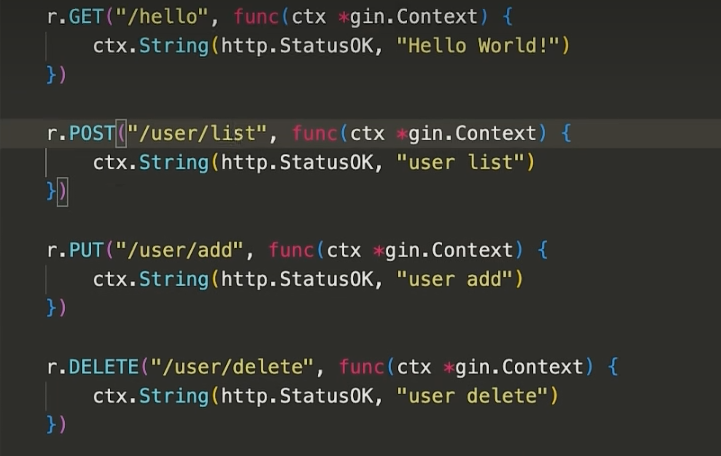 r.GET("/hello", func(ctx *gin.Context) {
    ctx.String(http.StatusOK, "Hello World!")
})
r.POST("/user/list", func(ctx *gin.Context) {
    ctx.String(http.StatusOK, "user list")
})
r.PUT("/user/add", func(ctx *gin.Context) {
    ctx.String(http.StatusOK, "user add")
})
r.DELETE("/user/delete", func(ctx *gin.Context) {
    ctx.String(http.StatusOK, "user delete")
})